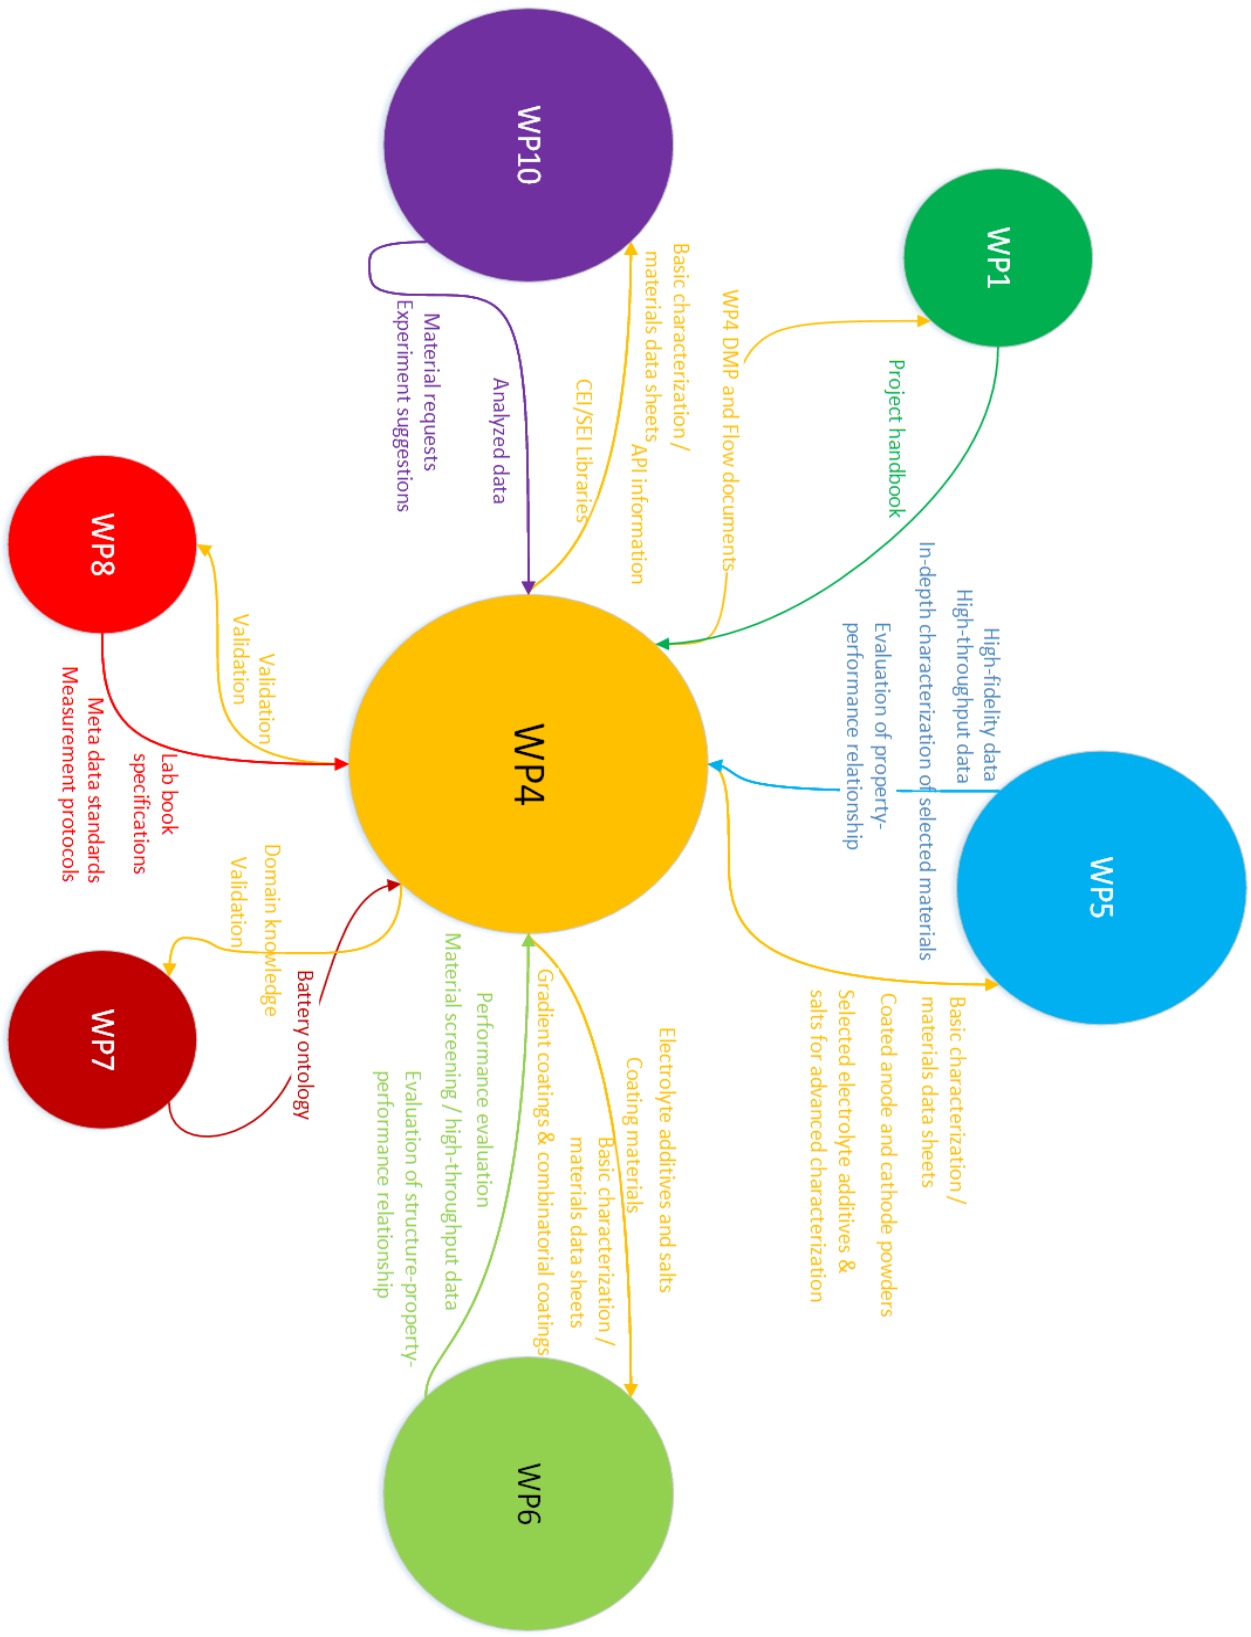 WP5
WP1
High-fidelity data
High-throughput data
In-depth characterization of selected materials
Evaluation of property-
performance relationship
Basic characterization /
materials data sheets
Coated anode and cathode powders
Selected electrolyte additives &
salts for advanced characterization
Project handbook
WP4 DMP and Flow documents
Basic characterization /
materials data sheets
API information
CEI/SEI Libraries
WP10
Analyzed data
Material requests
Experiment suggestions
WP4
Electrolyte additives and salts
Coating materials
Basic characterization /
materials data sheets
Gradient coatings & combinatorial coatings
WP6
Performance evaluation
Material screening / high-throughput data
Evaluation of structure-property-
performance relationship
Validation
Validation
Lab book
specifications
Meta data standards
Measurement protocols
WP8
Battery ontology
Domain knowledge
Validation
WP7